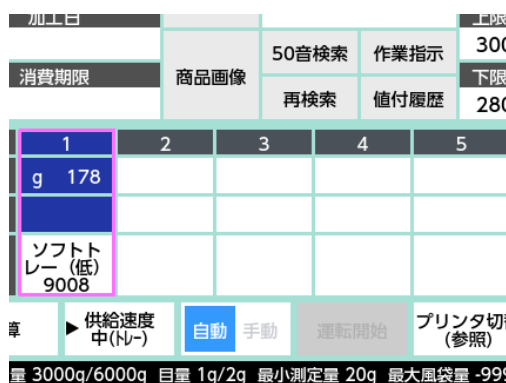 加工日
上限
300
50音検索 作業指示
消費期限
商品画像
下限
再検索 値付履歴
280
1 2 3 4 5
g 178
ソフトト
レー（低）
9008
算
▶ 供給速度
中(ﾄﾚｰ)
自動 手動
運転開始
プリンタ切替
(参照)
量 3000g/6000g 目量 1g/2g 最小測定量 20g 最大風袋量 -999